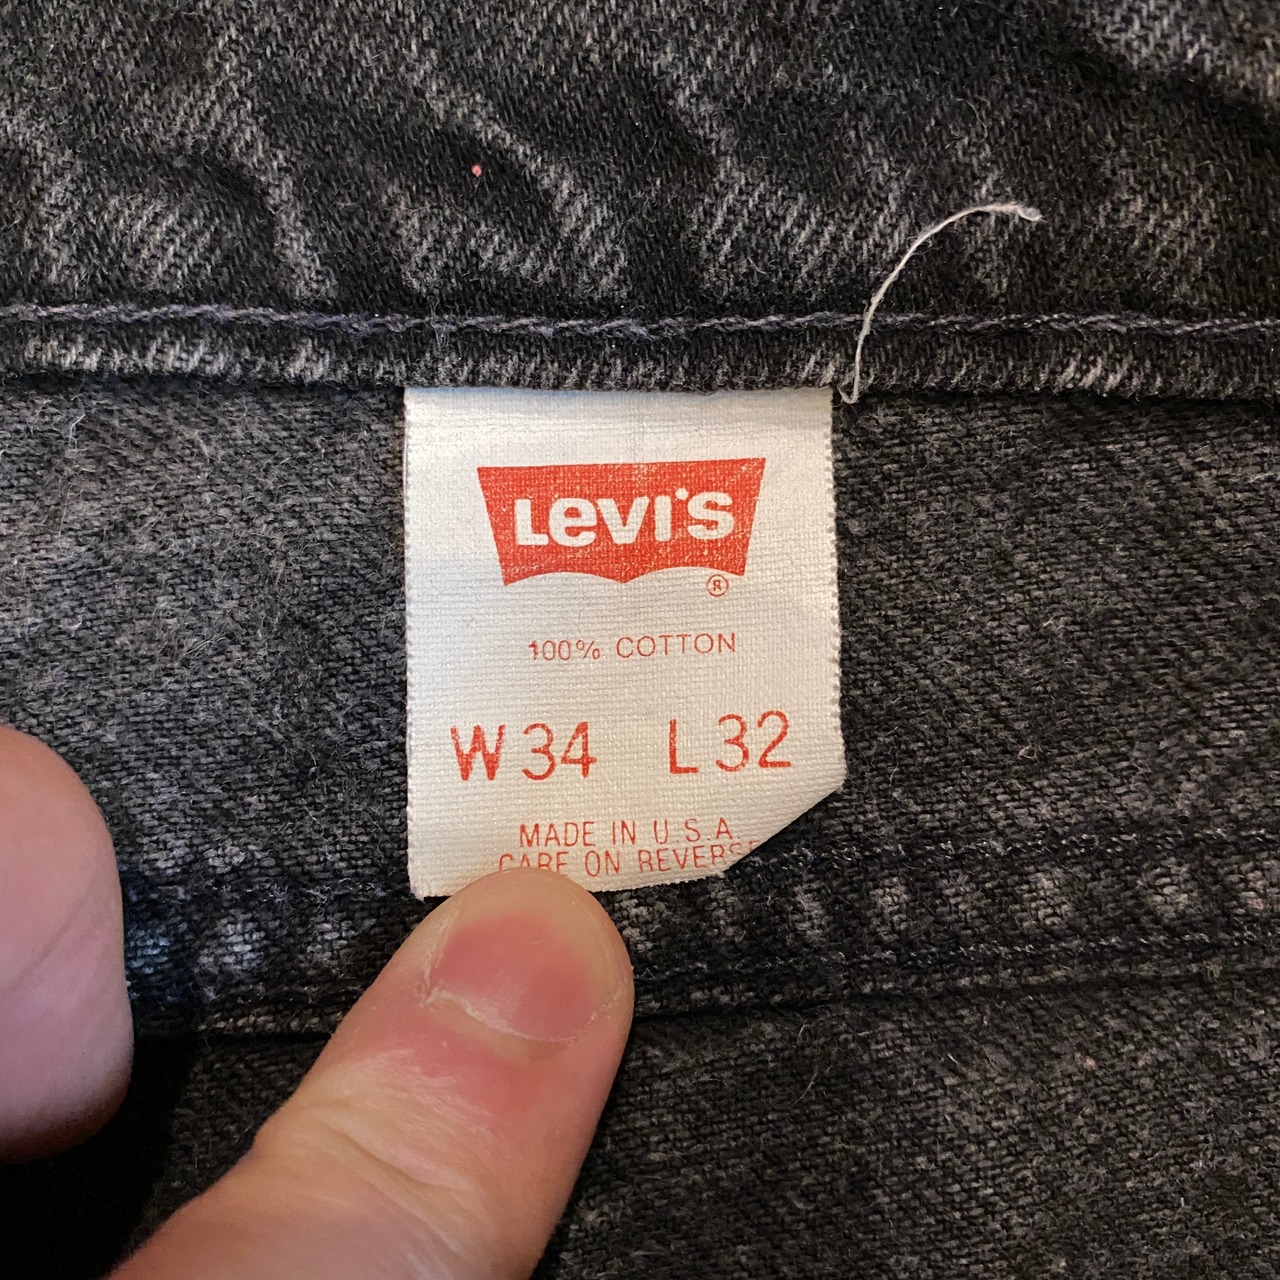 Levi's
®
100% COTTON
W34 L32
MADE IN U.S.A.
CARE ON REVERSE